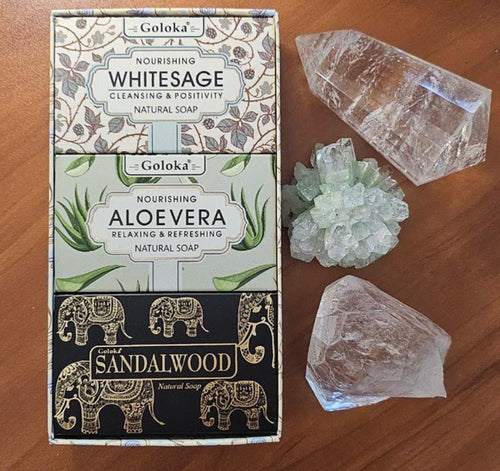 Goloka
NOURISHING
WHITESAGE
CLEANSING & POSITIVITY
NATURAL SOAP
Goloka
NOURISHING
ALOEVERA
RELAXING & REFRESHING
NATURAL SOAP
Goloka
SANDALWOOD
Natural Soap